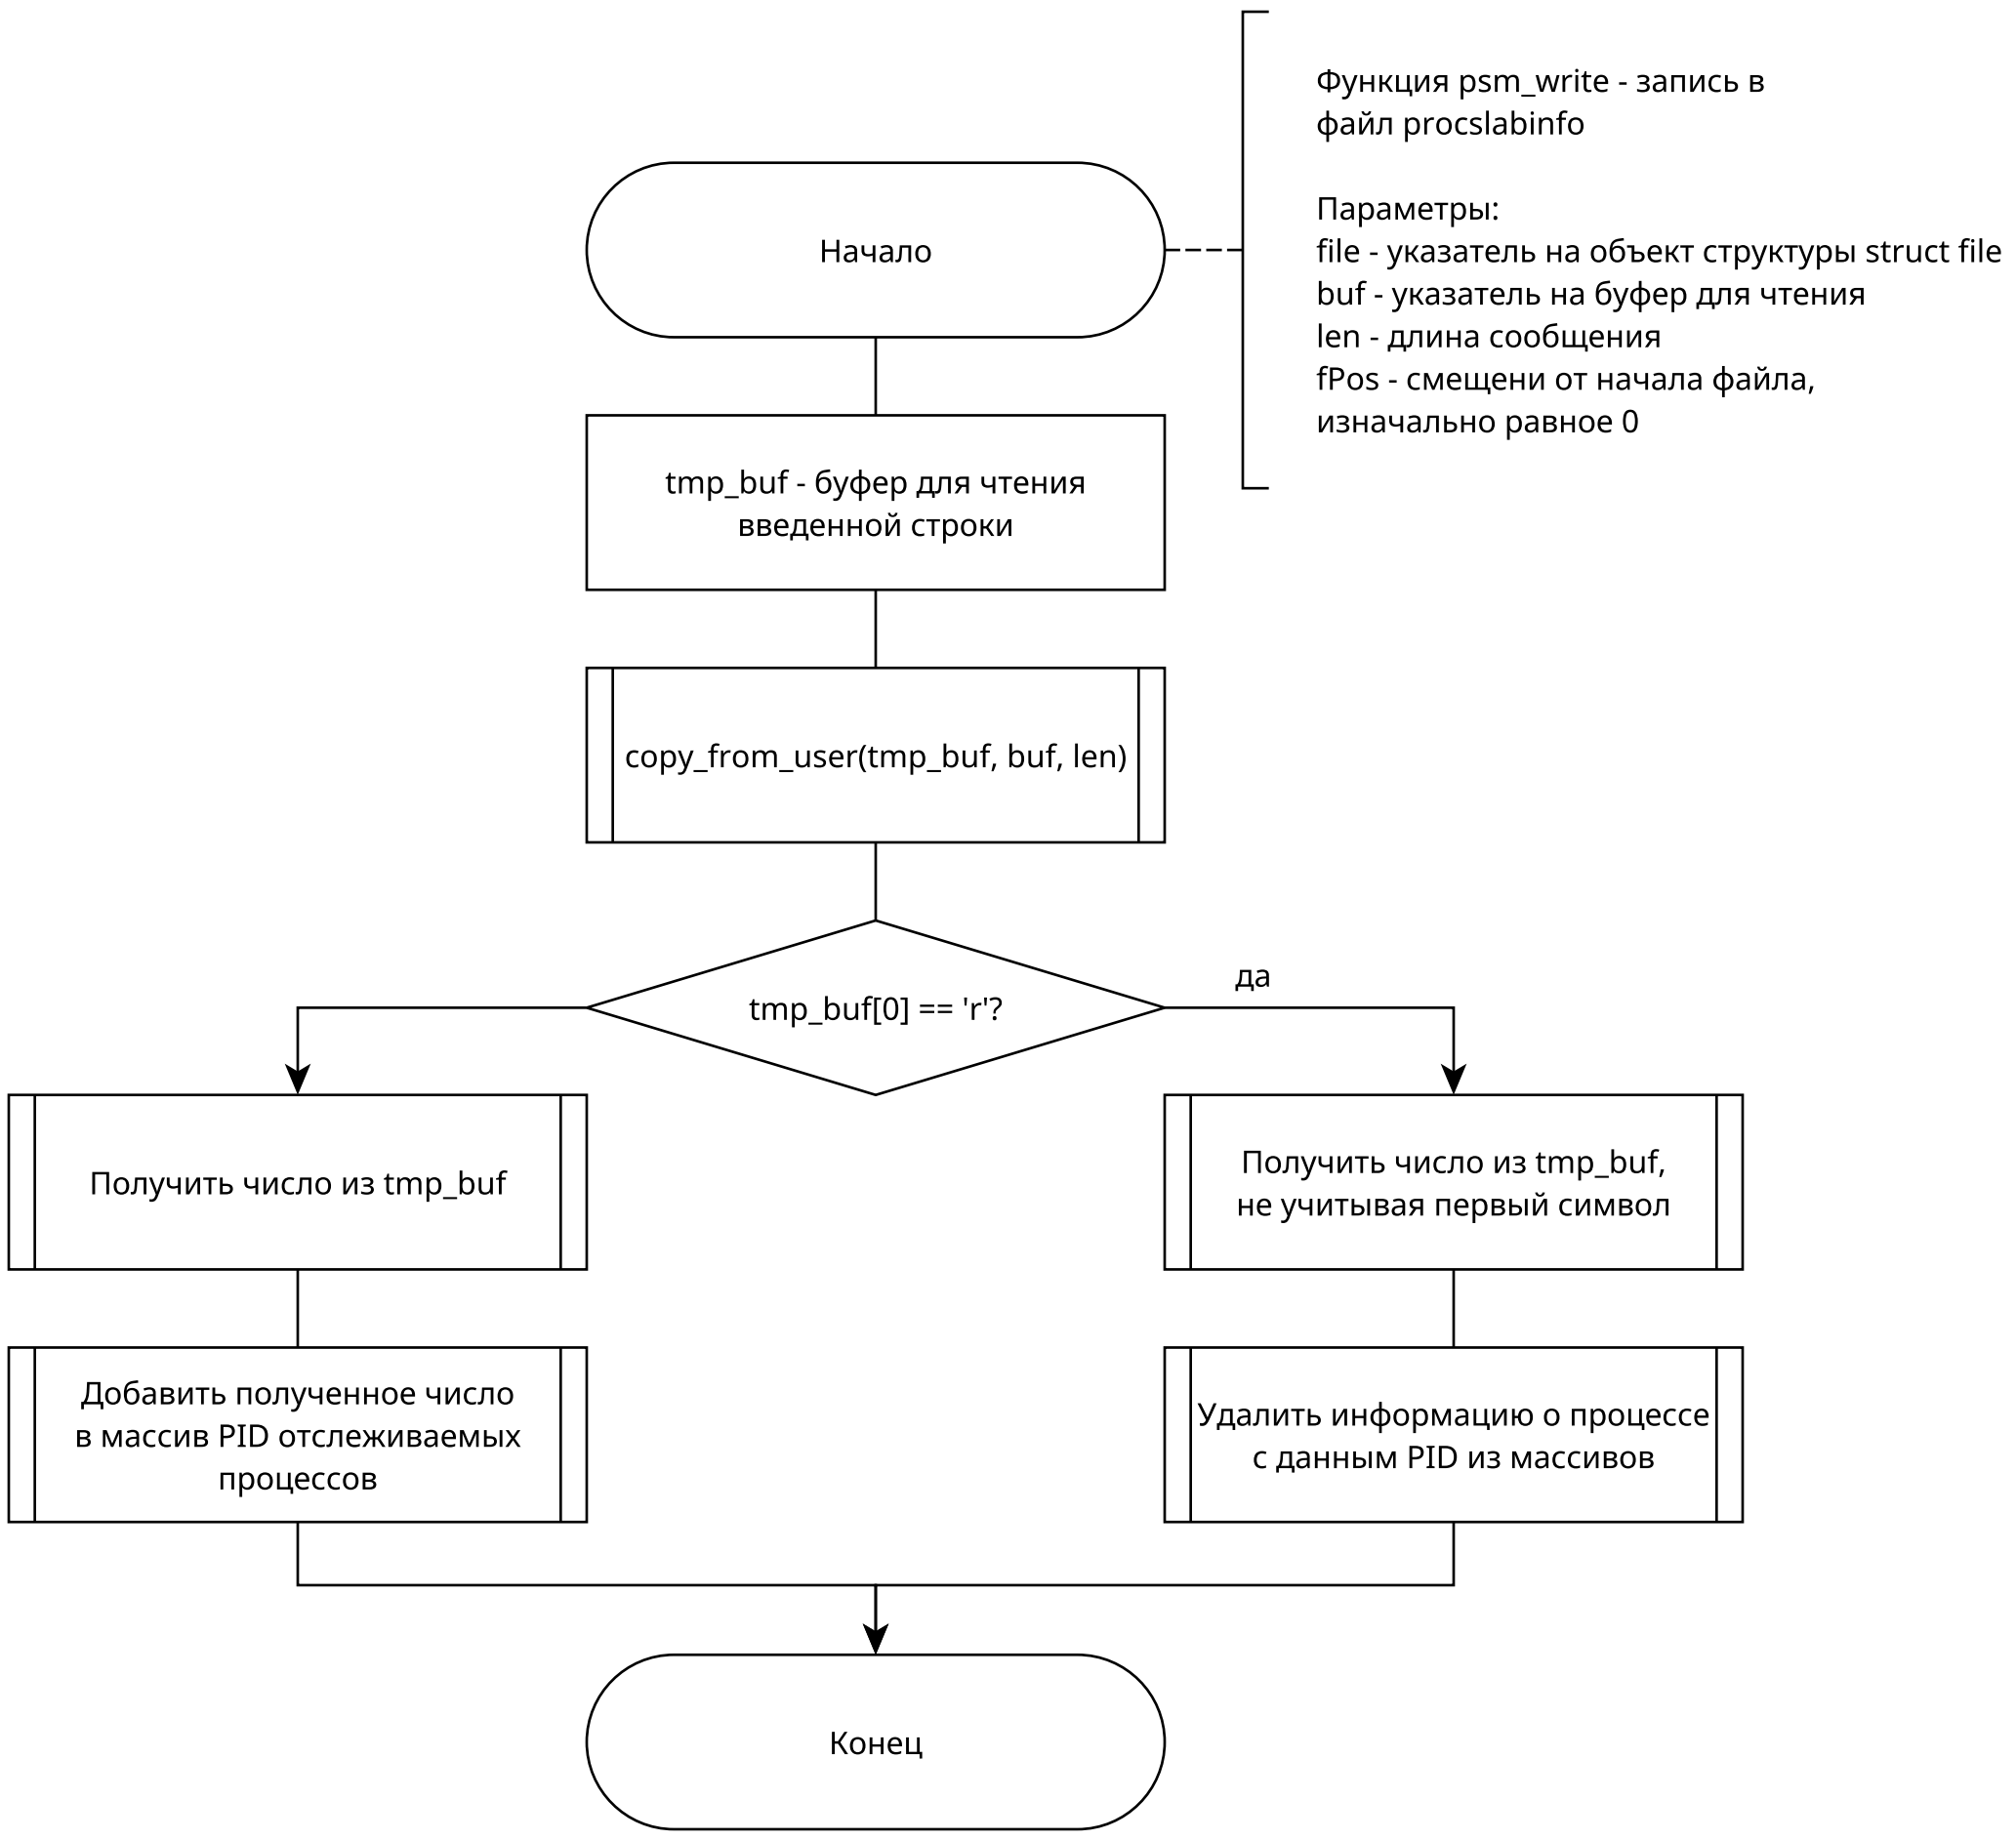 Функция psm_write - запись в
файл procslabinfo
Параметры:
file - указатель на объект структуры struct file
buf - указатель на буфер для чтения
len - длина сообщения
fPos - смещени от начала файла,
изначально равное 0
Начало
tmp_buf - буфер для чтения
введенной строки
copy_from_user(tmp_buf, buf, len)
tmp_buf[0] == 'r'?
да
Получить число из tmp_buf
Получить число из tmp_buf,
не учитывая первый символ
Добавить полученное число
в массив PID отслеживаемых
процессов
Удалить информацию о процессе
с данным PID из массивов
Конец